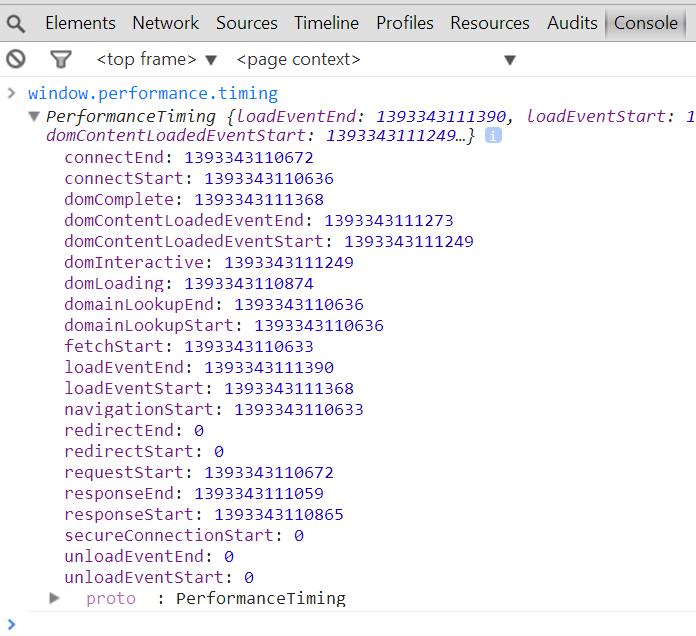 Elements Network Sources Timeline Profiles Resources Audits Console
<top frame> ▼ <page context> ▼
> window.performance.timing
▼ PerformanceTiming {loadEventEnd: 1393343111390, loadEventStart: 1
domContentLoadedEventStart: 1393343111249…} i
connectEnd: 1393343110672
connectStart: 1393343110636
domComplete: 1393343111368
domContentLoadedEventEnd: 1393343111273
domContentLoadedEventStart: 1393343111249
domInteractive: 1393343111249
domLoading: 1393343110874
domainLookupEnd: 1393343110636
domainLookupStart: 1393343110636
fetchStart: 1393343110633
loadEventEnd: 1393343111390
loadEventStart: 1393343111368
navigationStart: 1393343110633
redirectEnd: 0
redirectStart: 0
requestStart: 1393343110672
responseEnd: 1393343111059
responseStart: 1393343110865
secureConnectionStart: 0
unloadEventEnd: 0
unloadEventStart: 0
▶ proto : PerformanceTiming
>